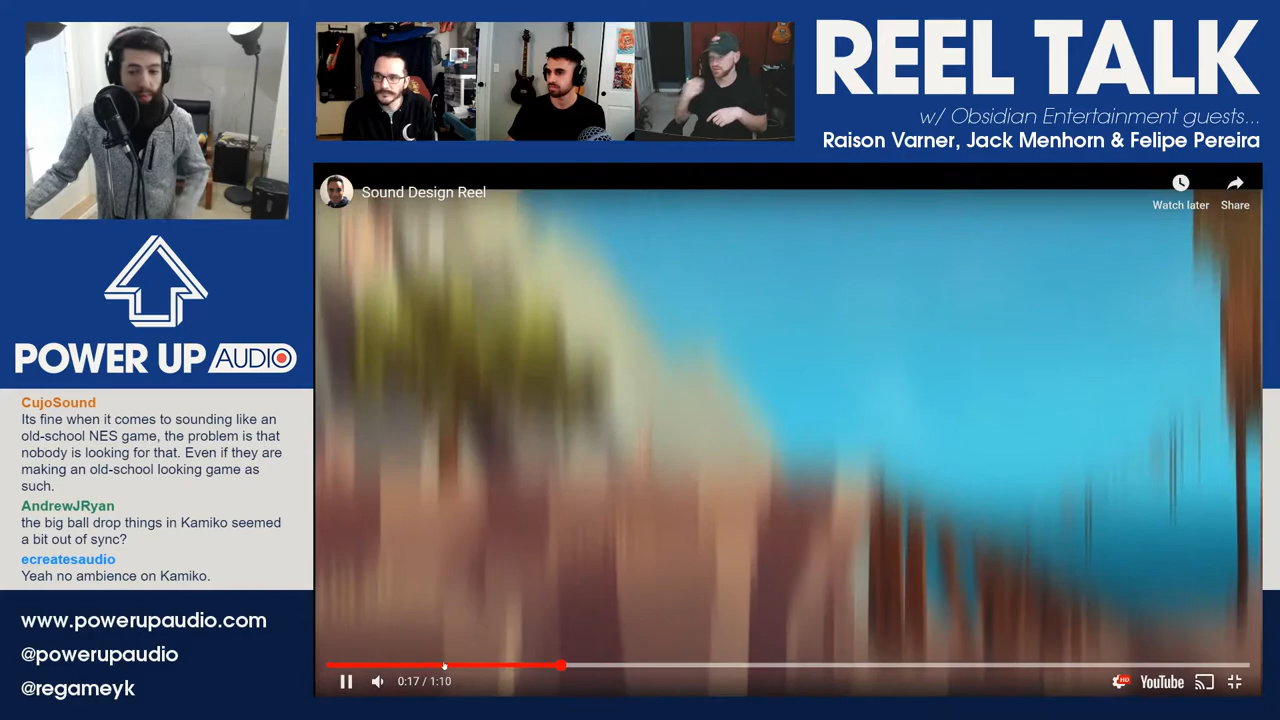 REEL TALK
w/ Obsidian Entertainment guests...
Raison Varner, Jack Menhorn & Felipe Pereira
Sound Design Reel
Watch later
Share
POWER UP AUDIO
CujoSound
Its fine when it comes to sounding like an
old-school NES game, the problem is that
nobody is looking for that. Even if they are
making an old-school looking game as
such.
AndrewJRyan
the big ball drop things in Kamiko seemed
a bit out of sync?
ecreatesaudio
Yeah no ambience on Kamiko.
www.powerupaudio.com
@powerupaudio
@regameyk
0:17 / 1:10
HD
YouTube